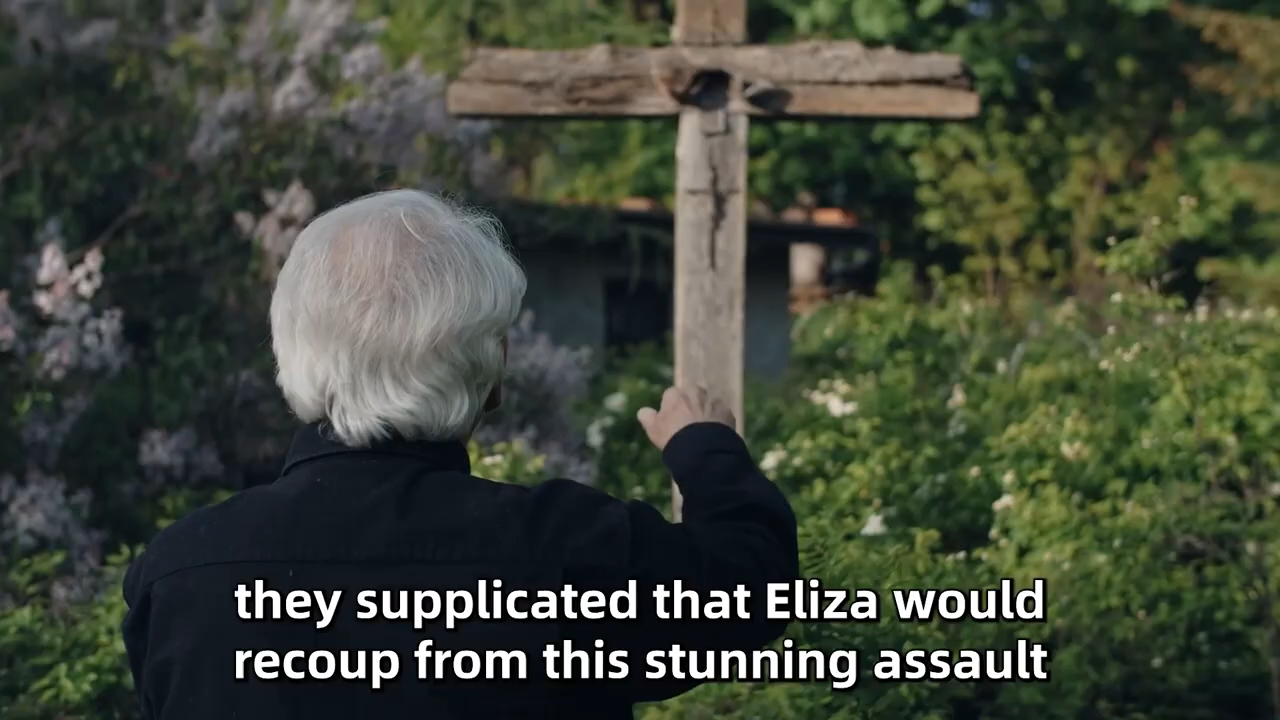 they supplicated that Eliza would
recoup from this stunning assault